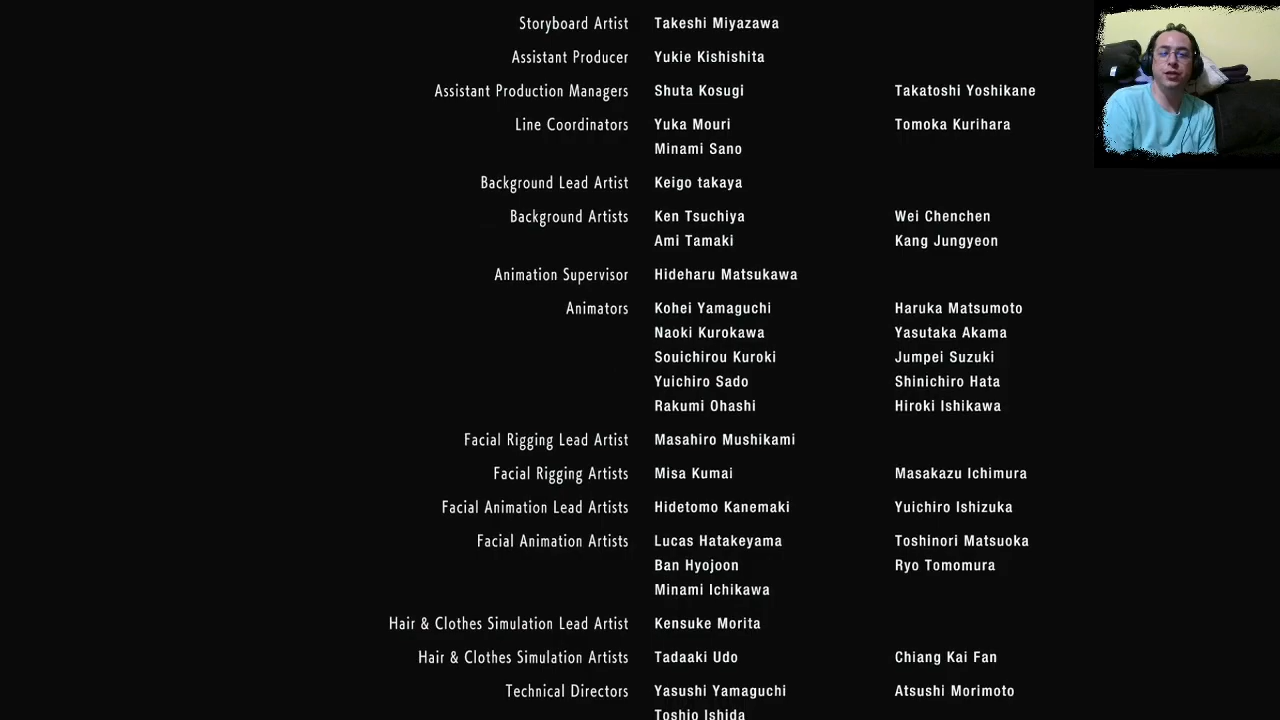 Storyboard Artist Takeshi Miyazawa
Assistant Producer Yukie Kishishita
Assistant Production Managers Shuta Kosugi Takatoshi Yoshikane
Line Coordinators Yuka Mouri Tomoka Kurihara
Minami Sano
Background Lead Artist Keigo takaya
Background Artists Ken Tsuchiya Wei Chenchen
Ami Tamaki Kang Jungyeon
Animation Supervisor Hideharu Matsukawa
Animators Kohei Yamaguchi Haruka Matsumoto
Naoki Kurokawa Yasutaka Akama
Souichirou Kuroki Jumpei Suzuki
Yuichiro Sado Shinichiro Hata
Rakumi Ohashi Hiroki Ishikawa
Facial Rigging Lead Artist Masahiro Mushikami
Facial Rigging Artists Misa Kumai Masakazu Ichimura
Facial Animation Lead Artists Hidetomo Kanemaki Yuichiro Ishizuka
Facial Animation Artists Lucas Hatakeyama Toshinori Matsuoka
Ban Hyojoon Ryo Tomomura
Minami Ichikawa
Hair & Clothes Simulation Lead Artist Kensuke Morita
Hair & Clothes Simulation Artists Tadaaki Udo Chiang Kai Fan
Technical Directors Yasushi Yamaguchi Atsushi Morimoto
Toshio Ishida